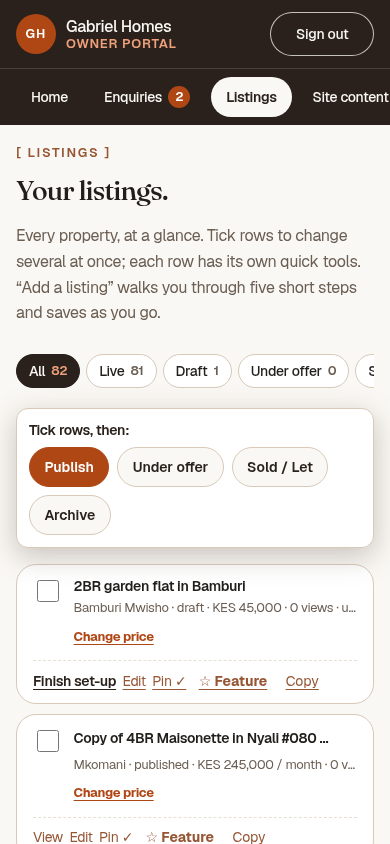 GH
Gabriel Homes
OWNER PORTAL
Sign out
Home Enquiries 2 Listings Site content
[ LISTINGS ]
Your listings.
Every property, at a glance. Tick rows to change
several at once; each row has its own quick tools.
“Add a listing” walks you through five short steps
and saves as you go.
All 82 Live 81 Draft 1 Under offer 0 S
Tick rows, then:
Publish Under offer Sold / Let
Archive
2BR garden flat in Bamburi
Bamburi Mwisho · draft · KES 45,000 · 0 views · u…
Change price
Finish set-up Edit Pin ✓ ☆ Feature Copy
Copy of 4BR Maisonette in Nyali #080 …
Mkomani · published · KES 245,000 / month · 0 v…
Change price
View Edit Pin ✓ ☆ Feature Copy